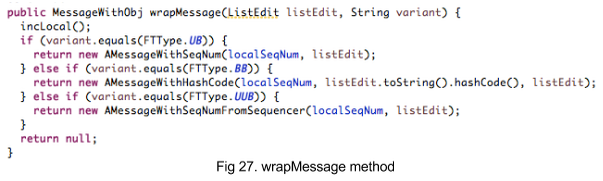 public MessageWithObj wrapMessage(ListEdit listEdit, String variant) {
  incLocal();
  if (variant.equals(FTType.UB)) {
    return new AMessageWithSeqNum(localSeqNum, listEdit);
  } else if (variant.equals(FTType.BB)) {
    return new AMessageWithHashCode(localSeqNum, listEdit.toString().hashCode(), listEdit);
  } else if (variant.equals(FTType.UUB)) {
    return new AMessageWithSeqNumFromSequencer(localSeqNum, listEdit);
  }
  return null;
}
Fig 27. wrapMessage method